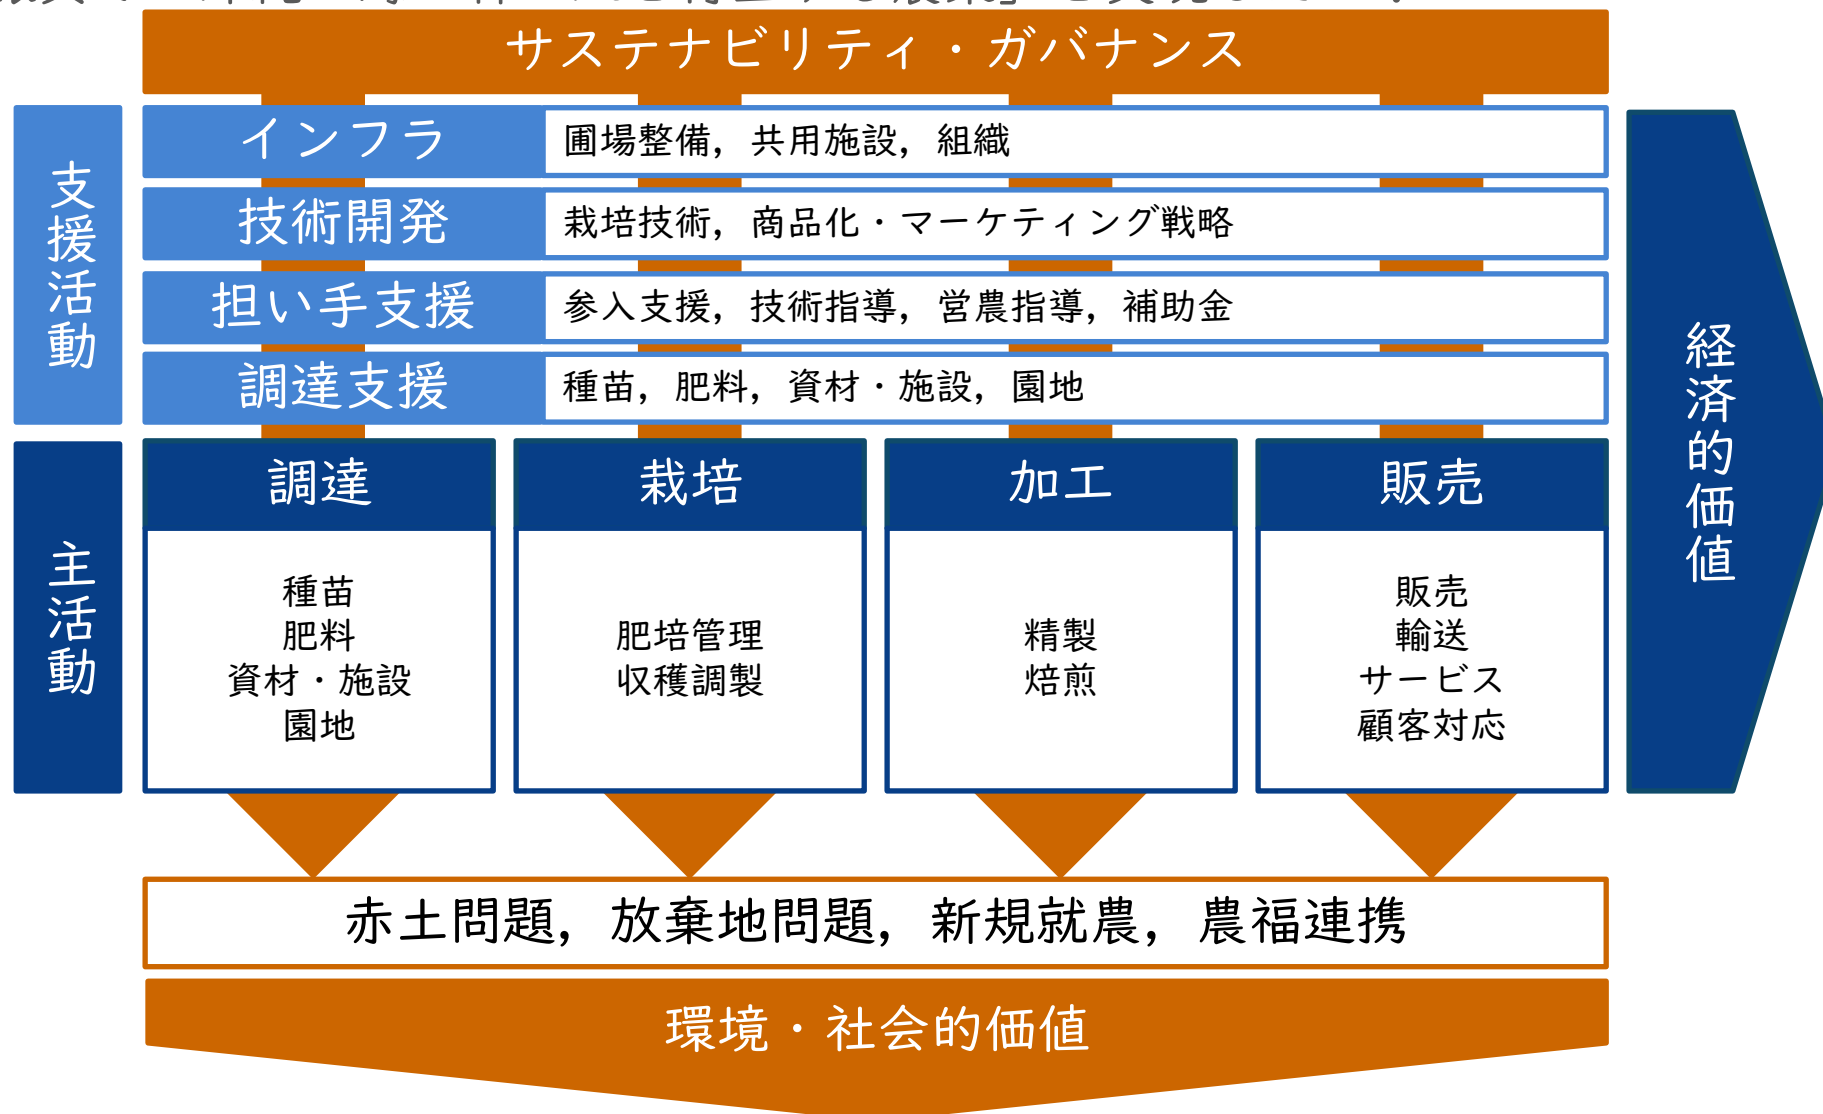 サステナビリティ・ガバナンス
支援活動
インフラ
圃場整備，共用施設，組織
技術開発
栽培技術，商品化・マーケティング戦略
担い手支援
参入支援，技術指導，営農指導，補助金
調達支援
種苗，肥料，資材・施設，園地
主活動
調達
種苗
肥料
資材・施設
園地
栽培
肥培管理
収穫調製
加工
精製
焙煎
販売
販売
輸送
サービス
顧客対応
経済的価値
赤土問題，放棄地問題，新規就農，農福連携
環境・社会的価値